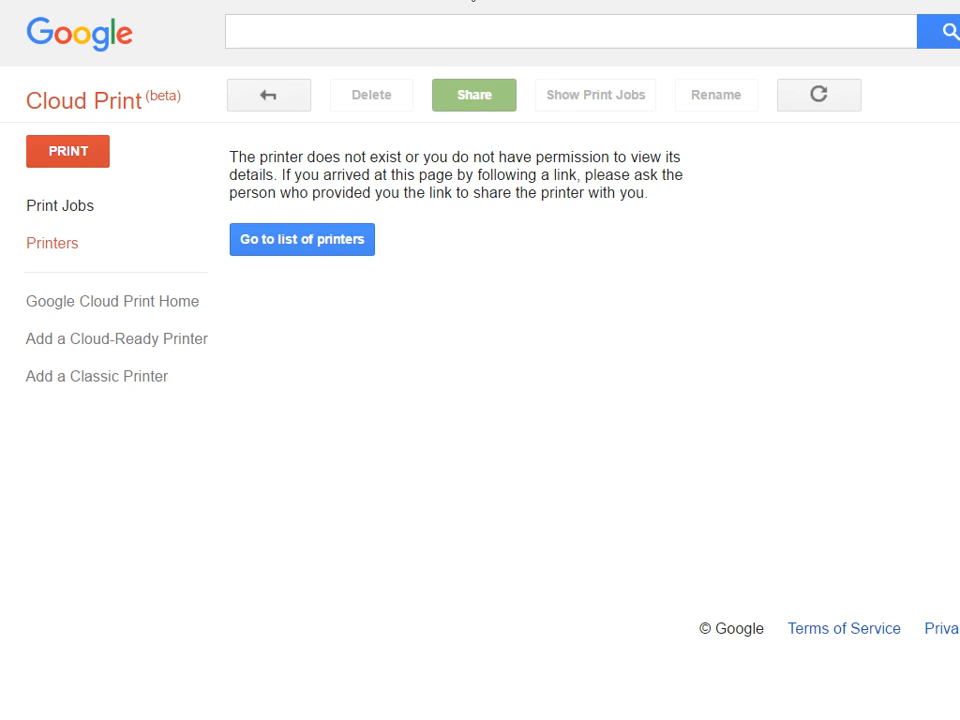 Google
Cloud Print (beta)
Delete
Share
Show Print Jobs
Rename
PRINT
Print Jobs
Printers
Google Cloud Print Home
Add a Cloud-Ready Printer
Add a Classic Printer
The printer does not exist or you do not have permission to view its
details. If you arrived at this page by following a link, please ask the
person who provided you the link to share the printer with you.
Go to list of printers
© Google Terms of Service Priva